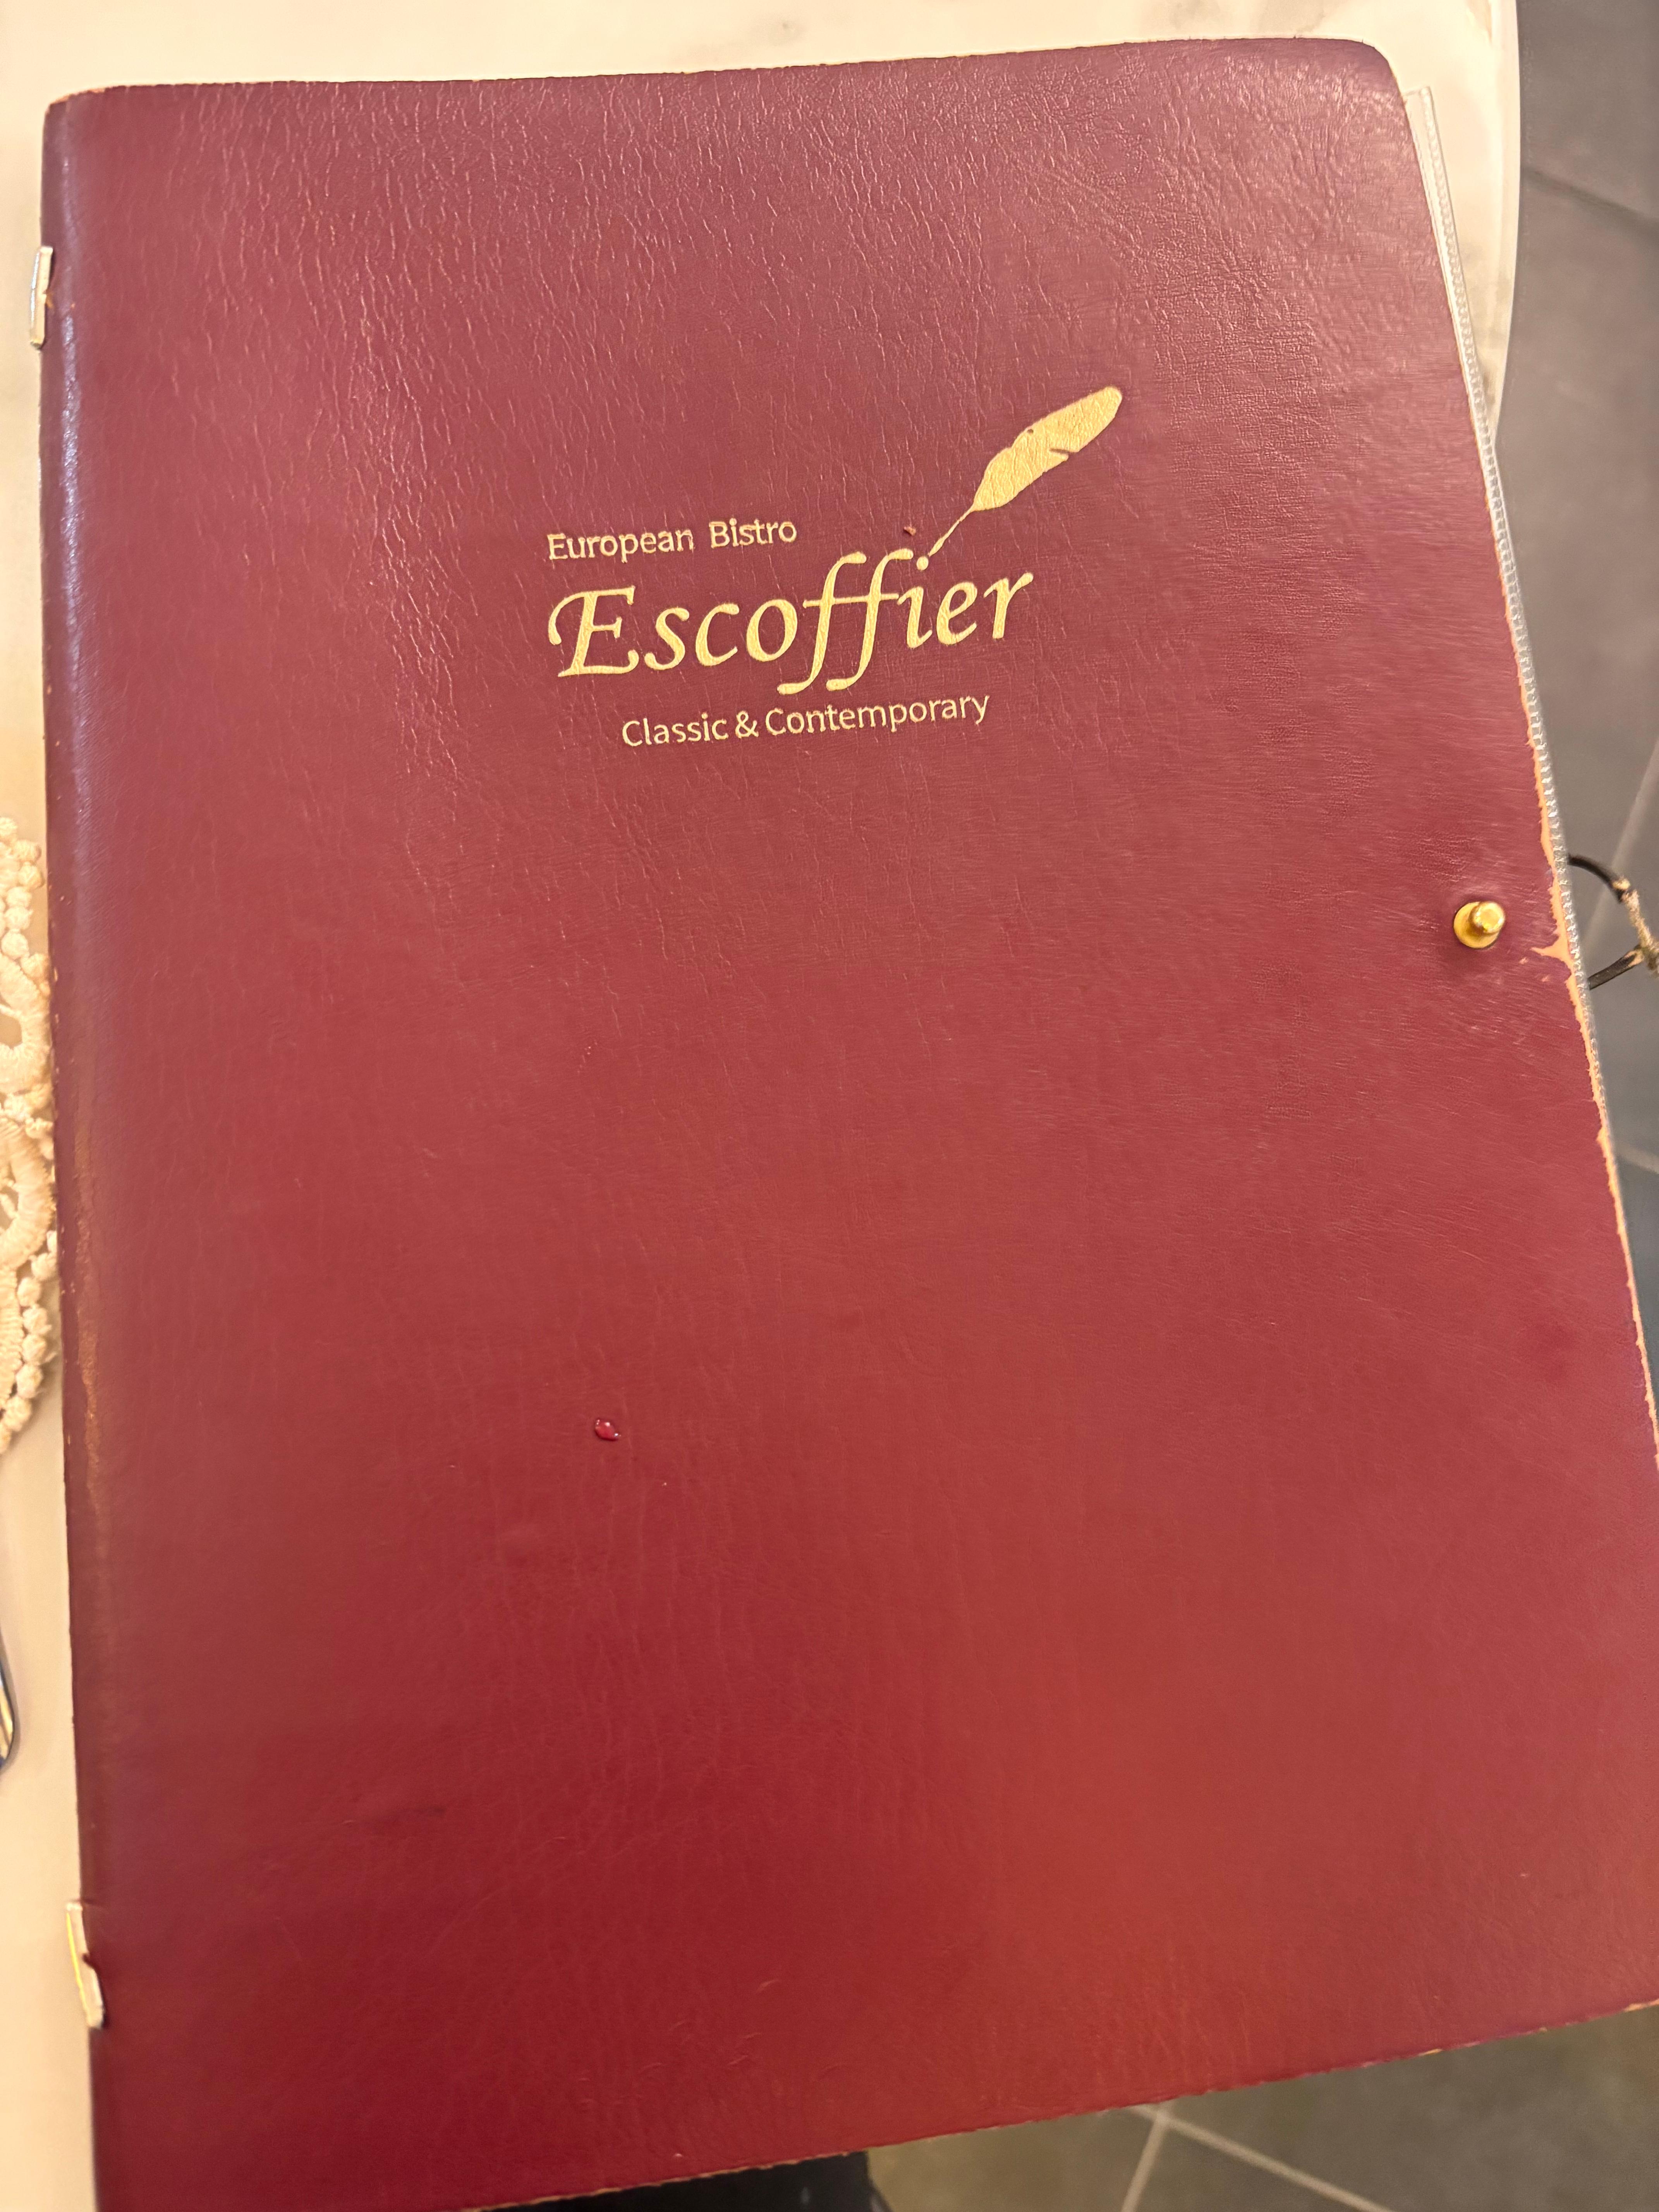 European Bistro
Escoffier
Classic & Contemporary